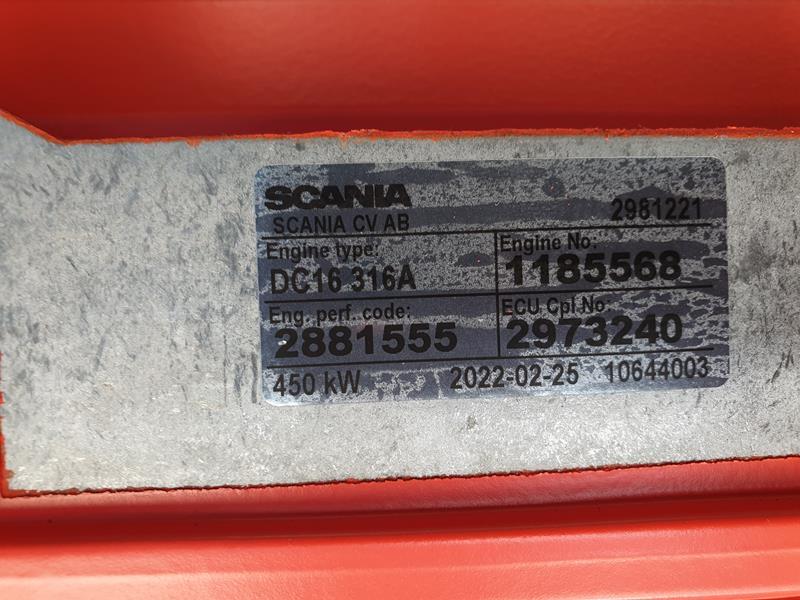 SCANIA
SCANIA CV AB 2981221
Engine type: Engine No:
DC16 316A 1185568
Eng. perf. code: ECU Cpl.No:
2881555 2973240
450 kW 2022-02-25 10644003